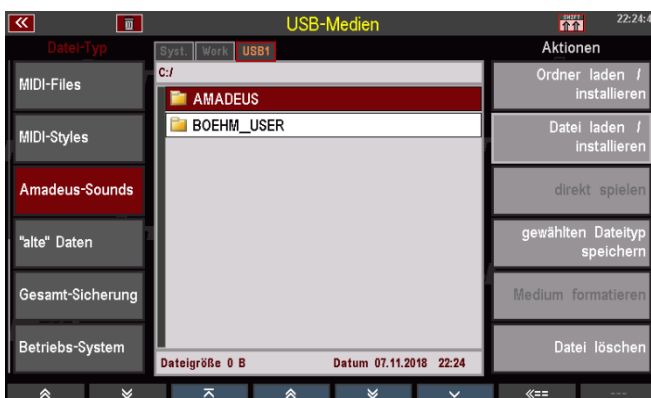 USB-Medien
SHIFT
22:24:4
Datei-Typ
Syst. Work USB1
Aktionen
C:/
MIDI-Files
MIDI-Styles
Amadeus-Sounds
"alte" Daten
Gesamt-Sicherung
Betriebs-System
AMADEUS
BOEHM_USER
Dateigröße 0 B
Datum 07.11.2018 22:24
Ordner laden /
installieren
Datei laden /
installieren
direkt spielen
gewählten Dateityp
speichern
Medium formatieren
Datei löschen
«==
---